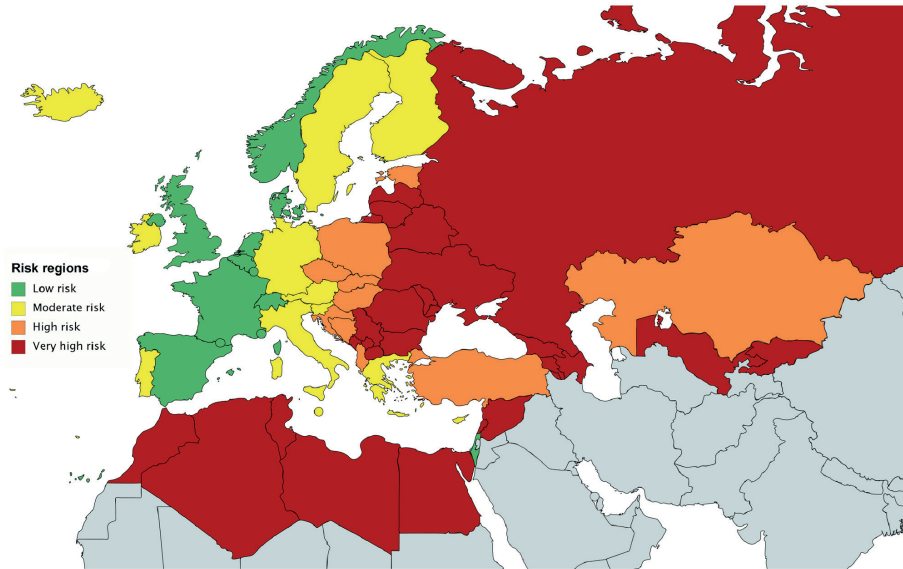 Risk regions
Low risk
Moderate risk
High risk
Very high risk